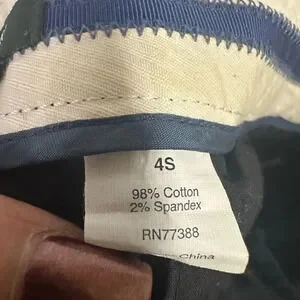 4S
98% Cotton
2% Spandex
RN77388
China